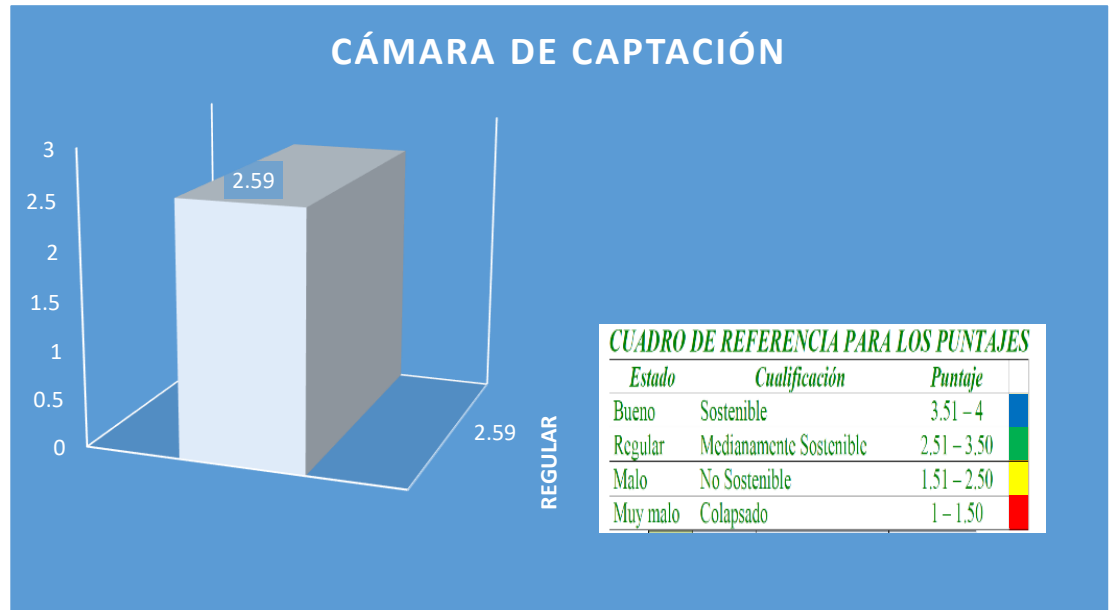 CÁMARA DE CAPTACIÓN
3
2.5
2
1.5
1
0.5
0
2.59
2.59
REGULAR
CUADRO DE REFERENCIA PARA LOS PUNTAJES
Estado Cualificación Puntaje
Bueno Sostenible 3.51 – 4
Regular Medianamente Sostenible 2.51 – 3.50
Malo No Sostenible 1.51 – 2.50
Muy malo Colapsado 1 – 1.50